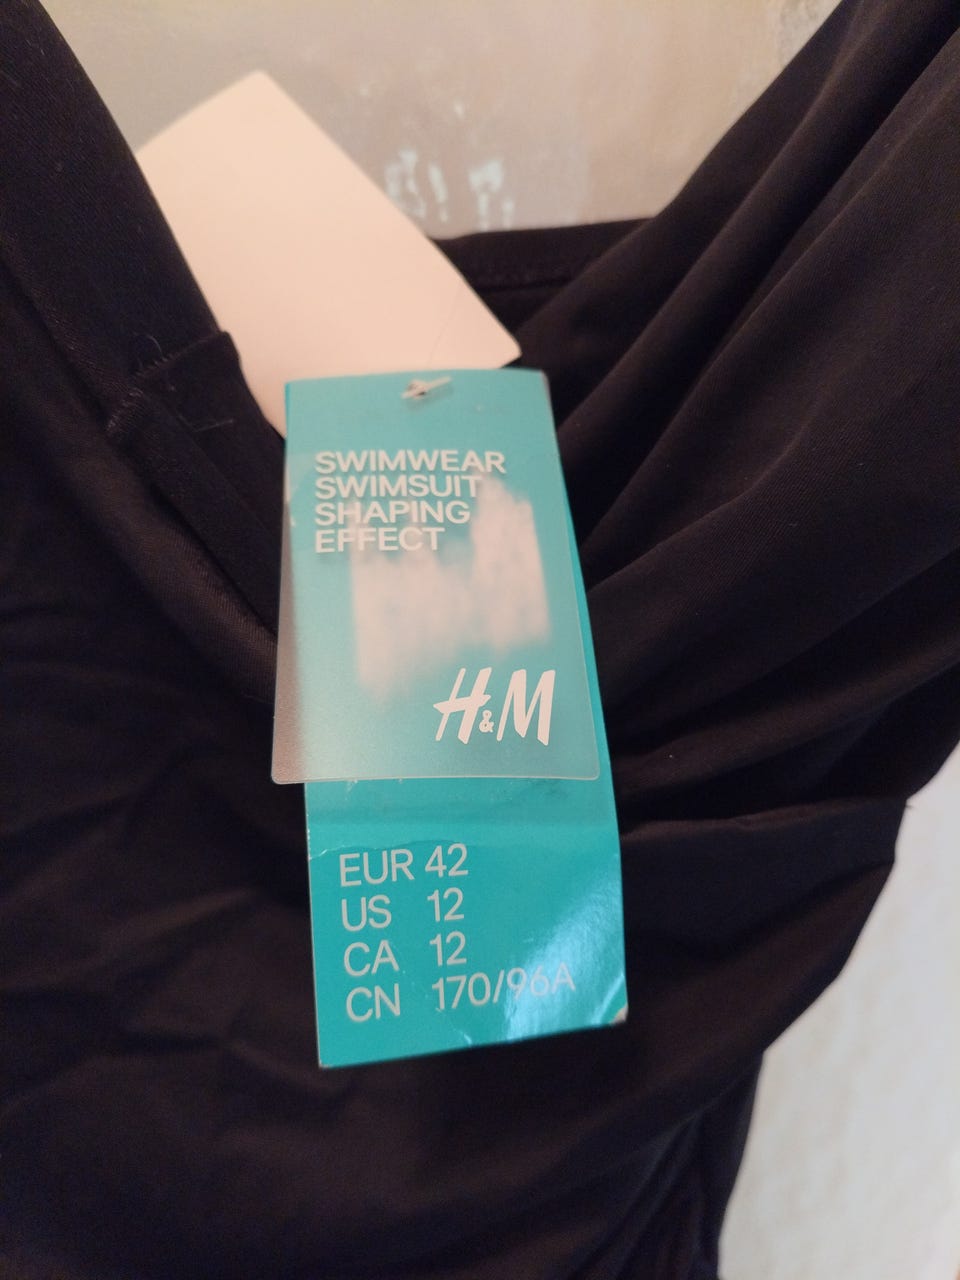 SWIMWEAR
SWIMSUIT
SHAPING
EFFECT
H&M
EUR 42
US 12
CA 12
CN 170/96A